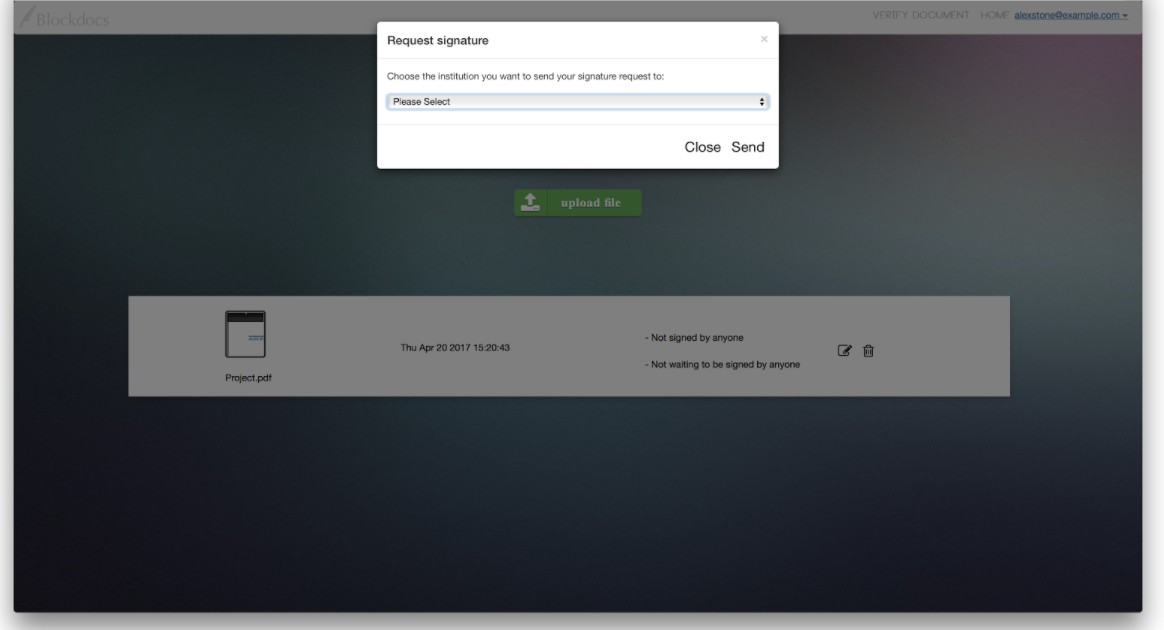 Blockdocs
VERIFY DOCUMENT HOME alexstone@example.com
Request signature
×
Choose the institution you want to send your signature request to:
Please Select
Close Send
upload file
Project.pdf
Thu Apr 20 2017 15:20:43
- Not signed by anyone
- Not waiting to be signed by anyone